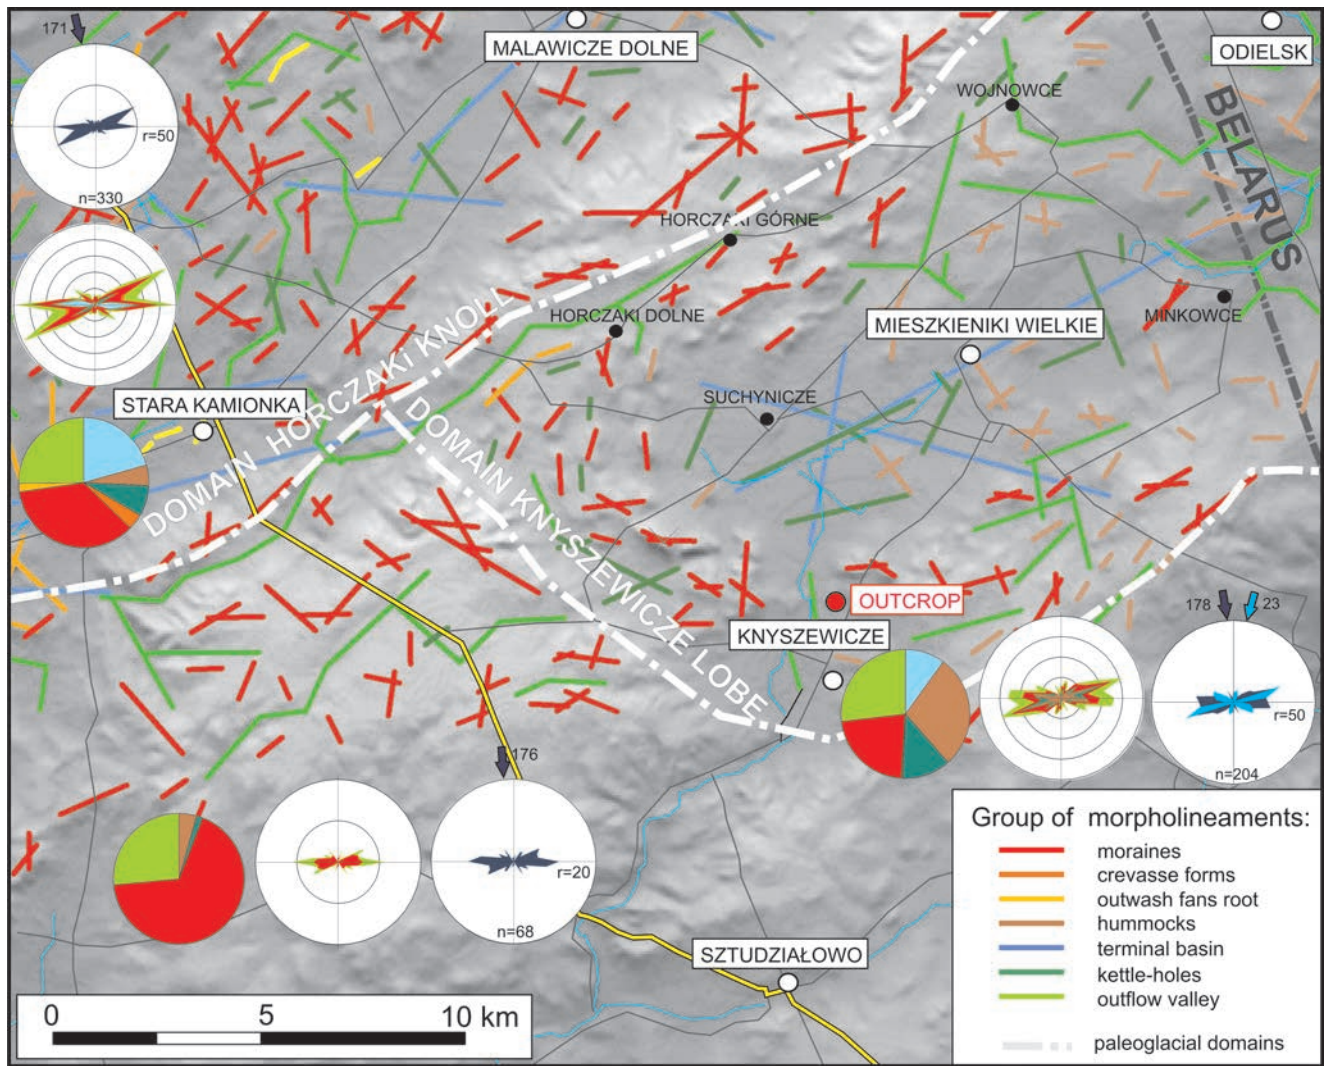 171
MALAWICZE DOLNE
ODIELSK
WOJNOWCE
BELARUS
r=50
n=330
HORCZAKI GÓRNE
HORCZAKI DOLNE
MIESZKIENIKI WIELKIE
MINKOWCE
STARA KAMIONKA
SUCHYNICZE
DOMAIN HORCZAKi KNOLL
DOMAIN KNYSZEWICZE LOBE
OUTCROP
KNYSZEWICZE
178
23
r=50
n=204
176
r=20
n=68
SZTUDZIAŁOWO
Group of morpholineaments:
moraines
crevasse forms
outwash fans root
hummocks
terminal basin
kettle-holes
outflow valley
paleoglacial domains
0 5 10 km